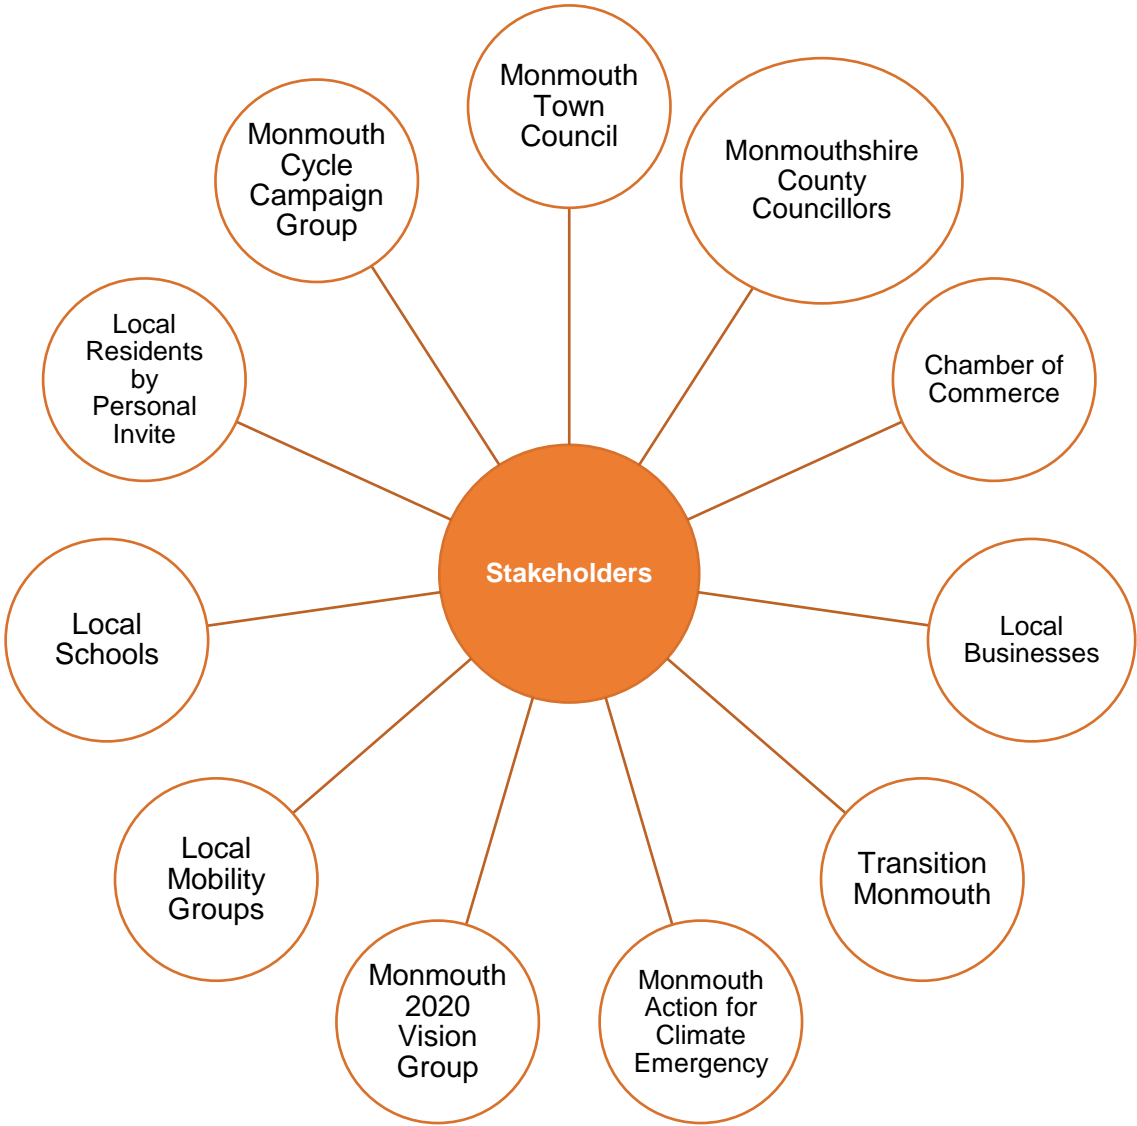 Monmouth
Town
Council
Monmouthshire
County
Councillors
Chamber of
Commerce
Local
Businesses
Transition
Monmouth
Monmouth
Action for
Climate
Emergency
Monmouth
2020
Vision
Group
Local
Mobility
Groups
Local
Schools
Local
Residents
by
Personal
Invite
Monmouth
Cycle
Campaign
Group
Stakeholders